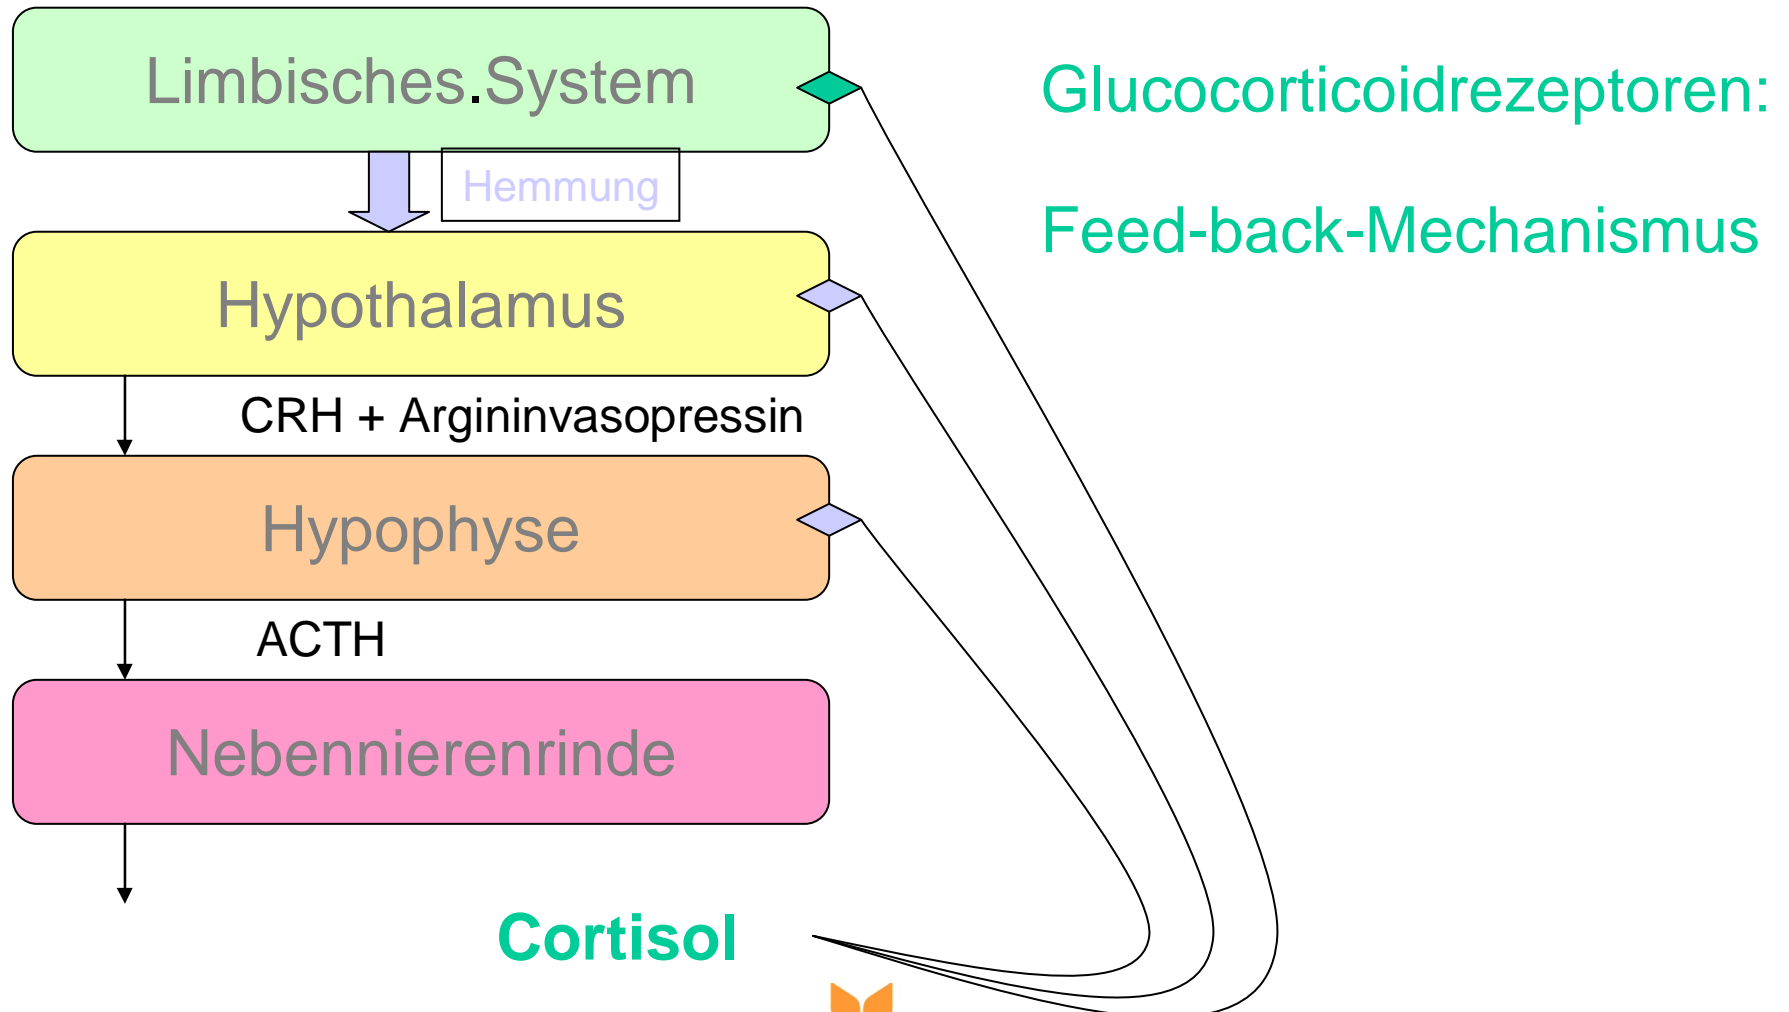 Limbisches.System
Glucocorticoidrezeptoren:
Hemmung
Feed-back-Mechanismus
Hypothalamus
CRH + Argininvasopressin
Hypophyse
ACTH
Nebennierenrinde
Cortisol